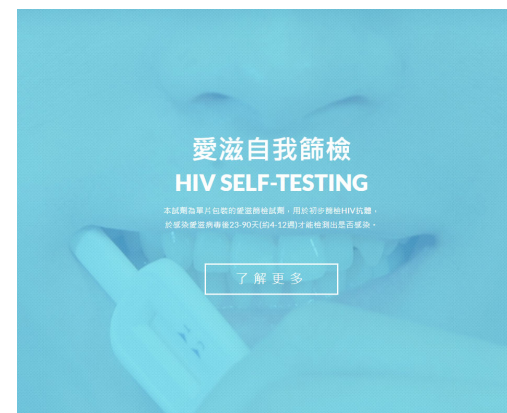 愛滋自我篩檢
HIV SELF-TESTING
本試劑為單片包裝的愛滋篩檢試劑，用於初步篩檢HIV抗體，
於感染愛滋病毒後23-90天(約4-12週)才能檢測出是否感染。
了解更多